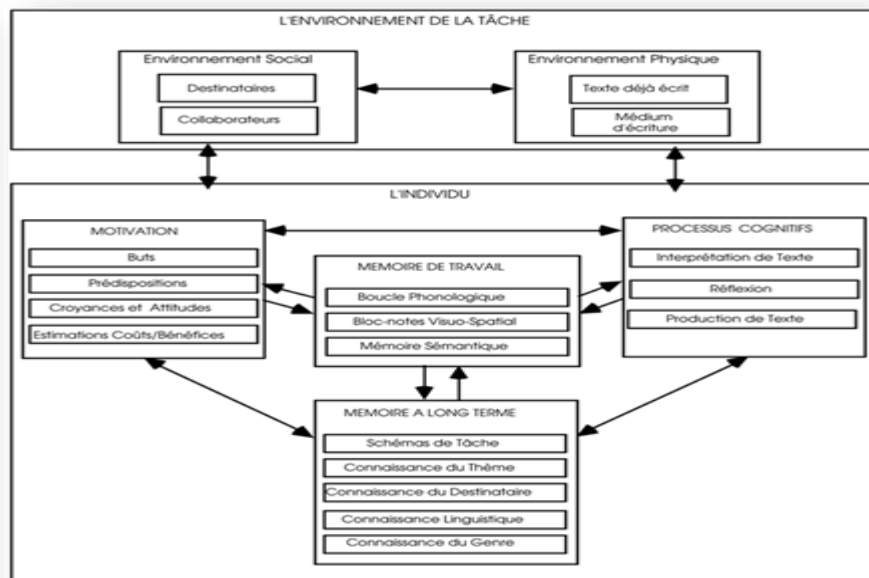 L'ENVIRONNEMENT DE LA TÂCHE
Environnement Social
Destinataires
Collaborateurs
Environnement Physique
Texte déjà écrit
Médium
d'écriture
L'INDIVIDU
MOTIVATION
Buts
Prédispositions
Croyances et Attitudes
Estimations Coûts/Bénéfices
MEMOIRE DE TRAVAIL
Boucle Phonologique
Bloc-notes Visuo-Spatial
Mémoire Sémantique
PROCESSUS COGNITIFS
Interprétation de Texte
Réflexion
Production de Texte
MEMOIRE A LONG TERME
Schémas de Tâche
Connaissance du Thème
Connaissance du Destinataire
Connaissance Linguistique
Connaissance du Genre